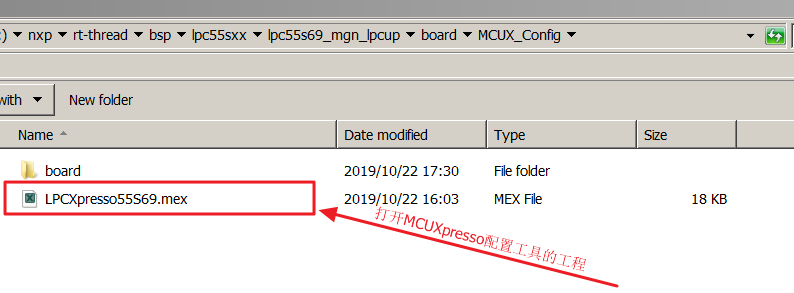 ) nxp rt-thread bsp lpc55sxx lpc55s69_mgn_lpcup board MCUX_Config
with New folder
Name Date modified Type Size
board 2019/10/22 17:30 File folder
LPCXpresso55S69.mex 2019/10/22 16:03 MEX File 18 KB
打开MCUXpresso配置工具的工程